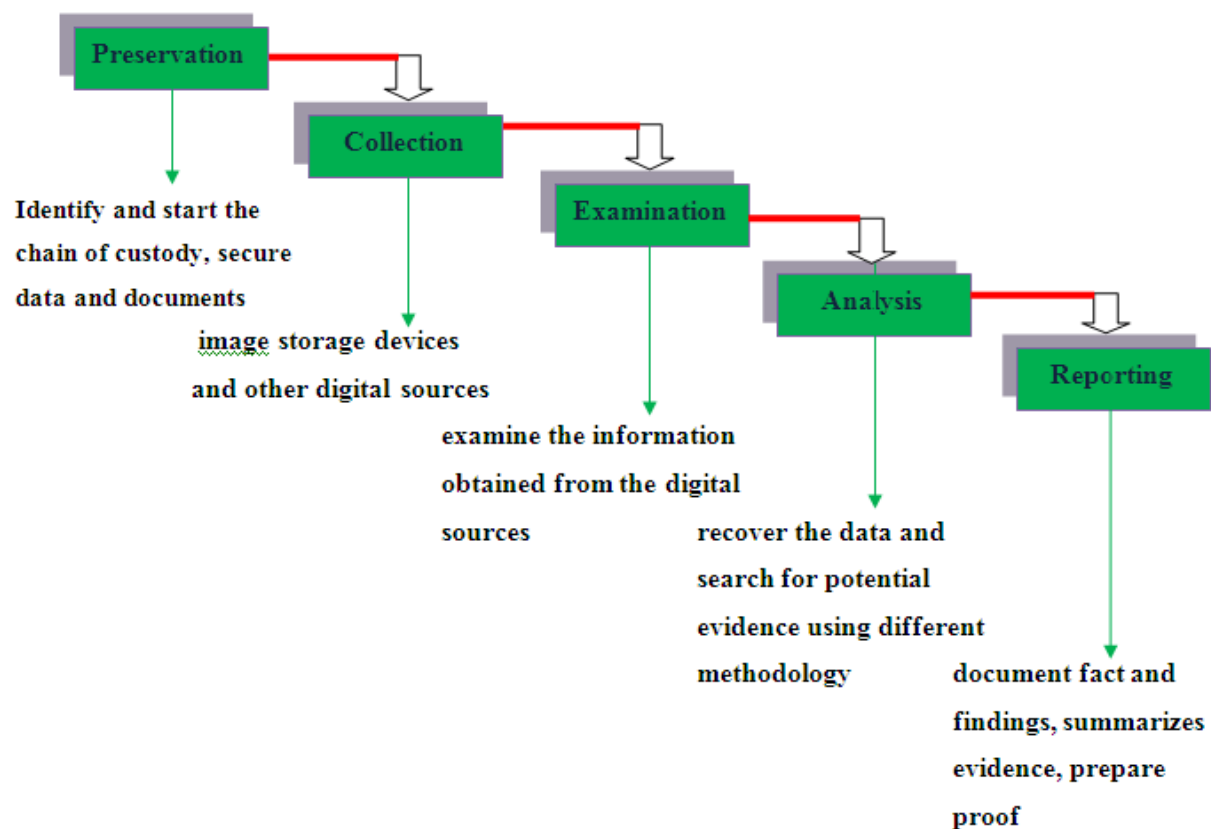 Preservation
Identify and start the
chain of custody, secure
data and documents
Collection
image storage devices
and other digital sources
Examination
examine the information
obtained from the digital
sources
Analysis
recover the data and
search for potential
evidence using different
methodology
Reporting
document fact and
findings, summarizes
evidence, prepare
proof